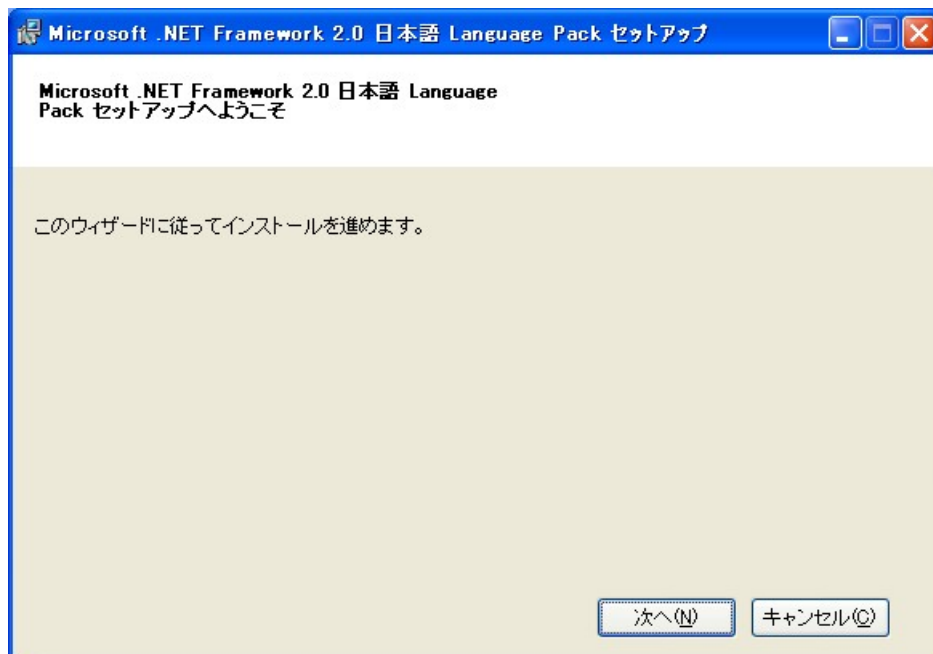 Microsoft .NET Framework 2.0 日本語 Language Pack セットアップ
Microsoft .NET Framework 2.0 日本語 Language
Pack セットアップへようこそ
このウィザードに従ってインストールを進めます。
次へ(N)
キャンセル(C)